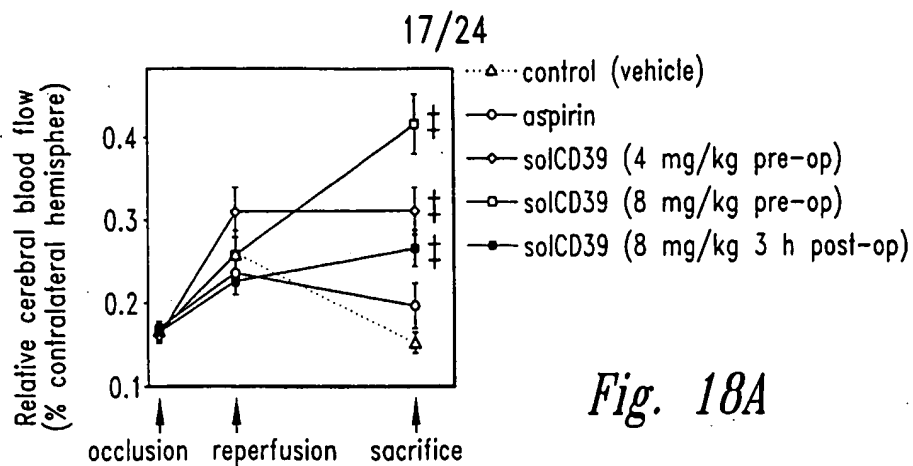 17/24
Relative cerebral blood flow
(% contralateral hemisphere)
0.4
0.3
0.2
0.1
‡
‡
‡
occlusion reperfusion sacrifice
control (vehicle)
aspirin
solCD39 (4 mg/kg pre-op)
solCD39 (8 mg/kg pre-op)
solCD39 (8 mg/kg 3 h post-op)
Fig. 18A